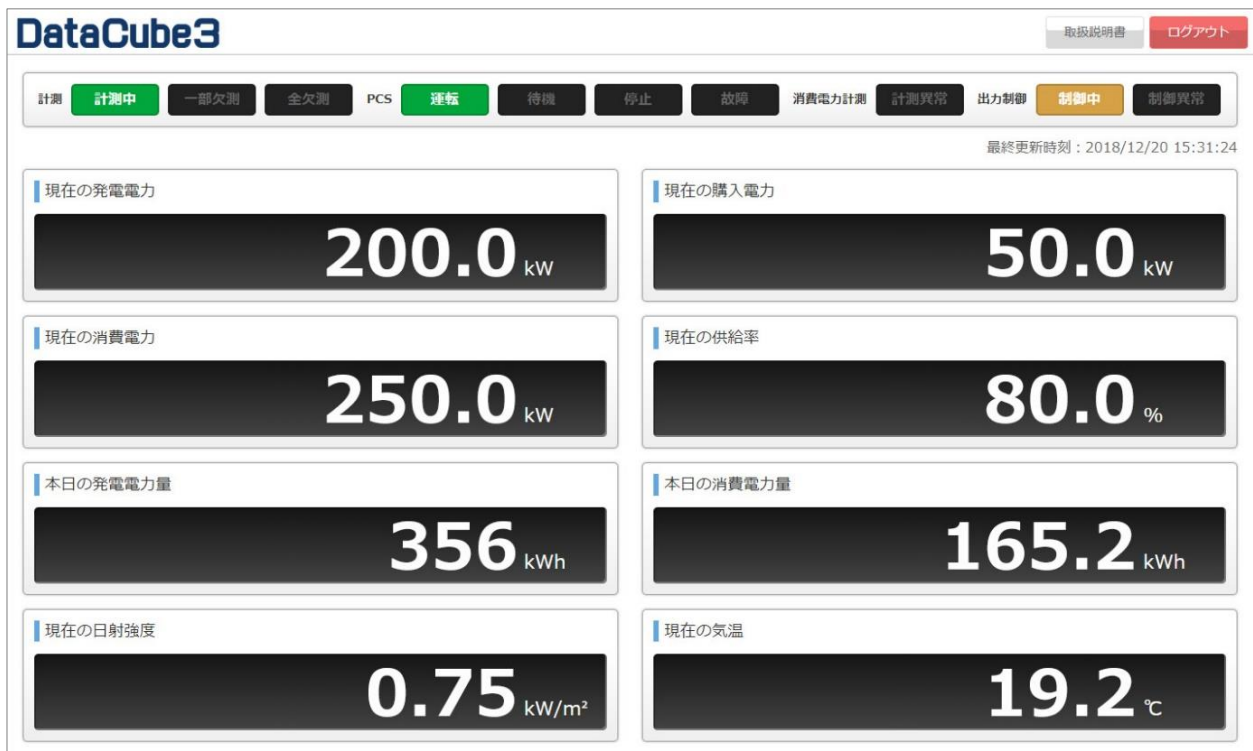 DataCube3 取扱説明書 ログアウト
計測 計測中 一部欠測 全欠測 PCS 運転 待機 停止 故障 消費電力計測 計測異常 出力制御 制御中 制御異常
最終更新時刻 : 2018/12/20 15:31:24
現在の発電電力
200.0 kW
現在の購入電力
50.0 kW
現在の消費電力
250.0 kW
現在の供給率
80.0 %
本日の発電電力量
356 kWh
本日の消費電力量
165.2 kWh
現在の日射強度
0.75 kW/m²
現在の気温
19.2 ℃